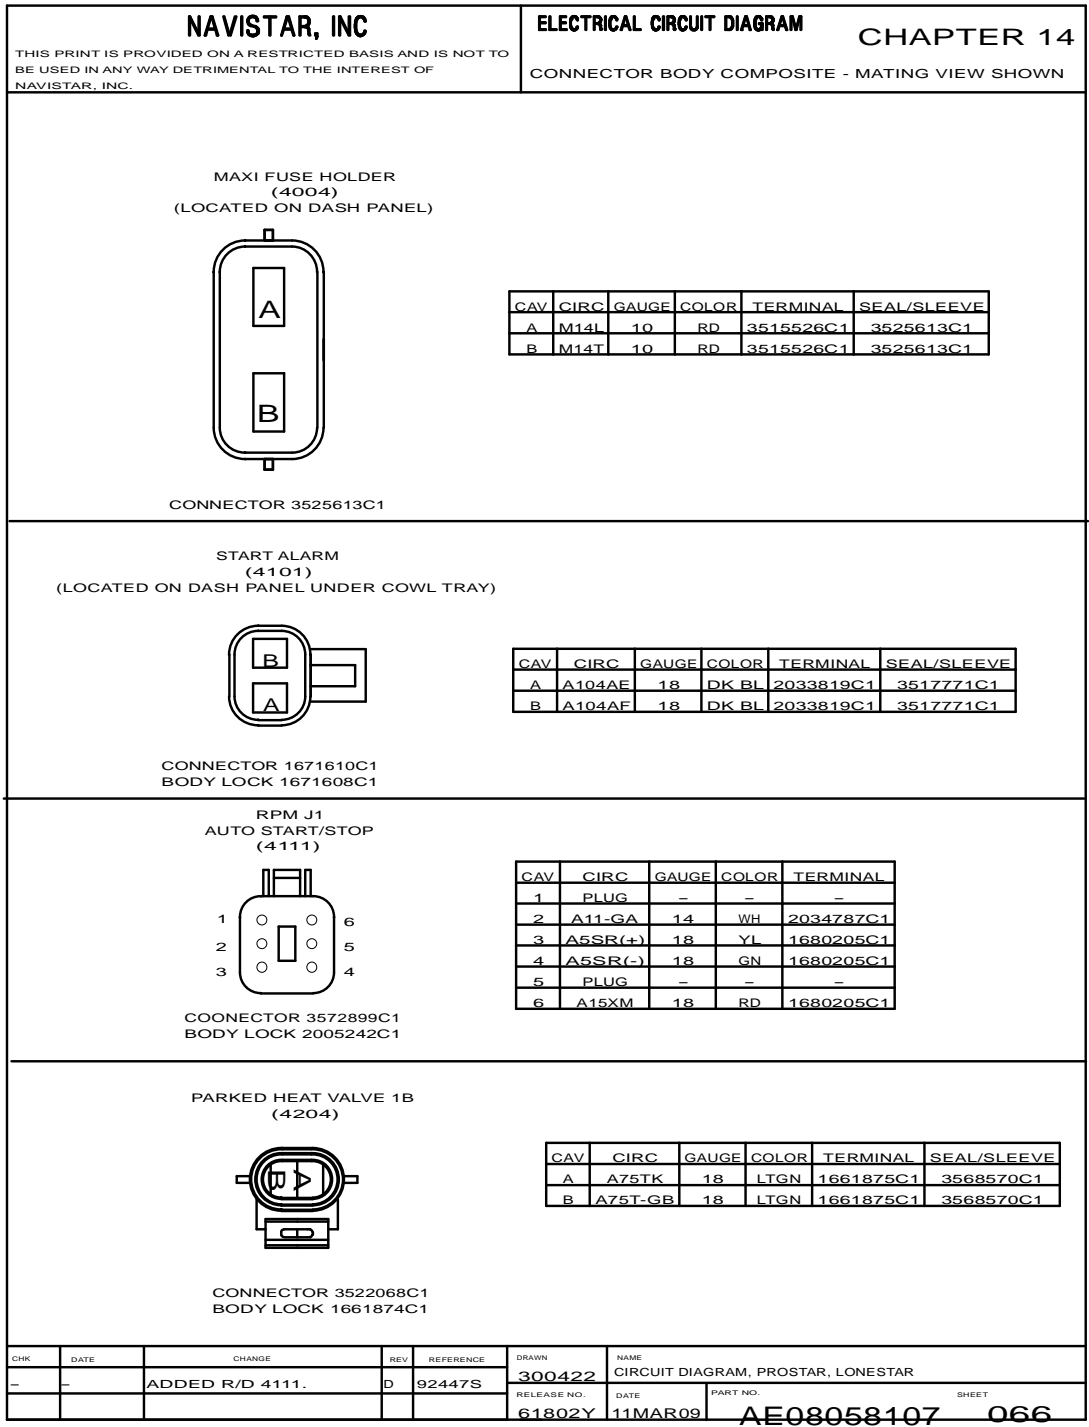 NAVISTAR, INC
THIS PRINT IS PROVIDED ON A RESTRICTED BASIS AND IS NOT TO
BE USED IN ANY WAY DETRIMENTAL TO THE INTEREST OF
NAVISTAR, INC.
ELECTRICAL CIRCUIT DIAGRAM
CHAPTER 14
CONNECTOR BODY COMPOSITE - MATING VIEW SHOWN
MAXI FUSE HOLDER
(4004)
(LOCATED ON DASH PANEL)
A
B
CONNECTOR 3525613C1
CAV CIRC GAUGE COLOR TERMINAL SEAL/SLEEVE
A M14L 10 RD 3515526C1 3525613C1
B M14T 10 RD 3515526C1 3525613C1
START ALARM
(4101)
(LOCATED ON DASH PANEL UNDER COWL TRAY)
B
A
CONNECTOR 1671610C1
BODY LOCK 1671608C1
CAV CIRC GAUGE COLOR TERMINAL SEAL/SLEEVE
A A104AE 18 DK BL 2033819C1 3517771C1
B A104AF 18 DK BL 2033819C1 3517771C1
RPM J1
AUTO START/STOP
(4111)
1 6
2 5
3 4
COONECTOR 3572899C1
BODY LOCK 2005242C1
CAV CIRC GAUGE COLOR TERMINAL
1 PLUG – – –
2 A11-GA 14 WH 2034787C1
3 A5SR(+) 18 YL 1680205C1
4 A5SR(-) 18 GN 1680205C1
5 PLUG – – –
6 A15XM 18 RD 1680205C1
PARKED HEAT VALVE 1B
(4204)
B A
CONNECTOR 3522068C1
BODY LOCK 1661874C1
CAV CIRC GAUGE COLOR TERMINAL SEAL/SLEEVE
A A75TK 18 LTGN 1661875C1 3568570C1
B A75T-GB 18 LTGN 1661875C1 3568570C1
CHK DATE CHANGE REV REFERENCE
– – ADDED R/D 4111. D 92447S
DRAWN NAME
300422 CIRCUIT DIAGRAM, PROSTAR, LONESTAR
RELEASE NO. DATE PART NO. SHEET
61802Y 11MAR09 AE08058107 066